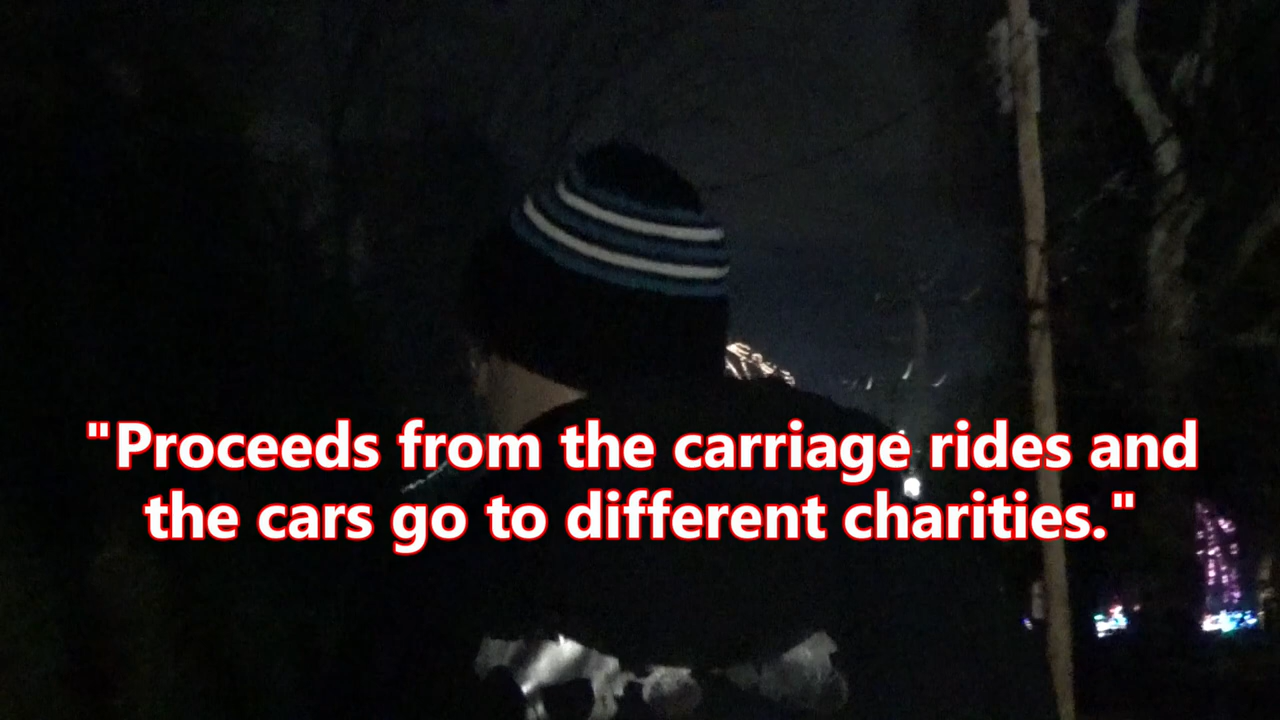 "Proceeds from the carriage rides and
the cars go to different charities."